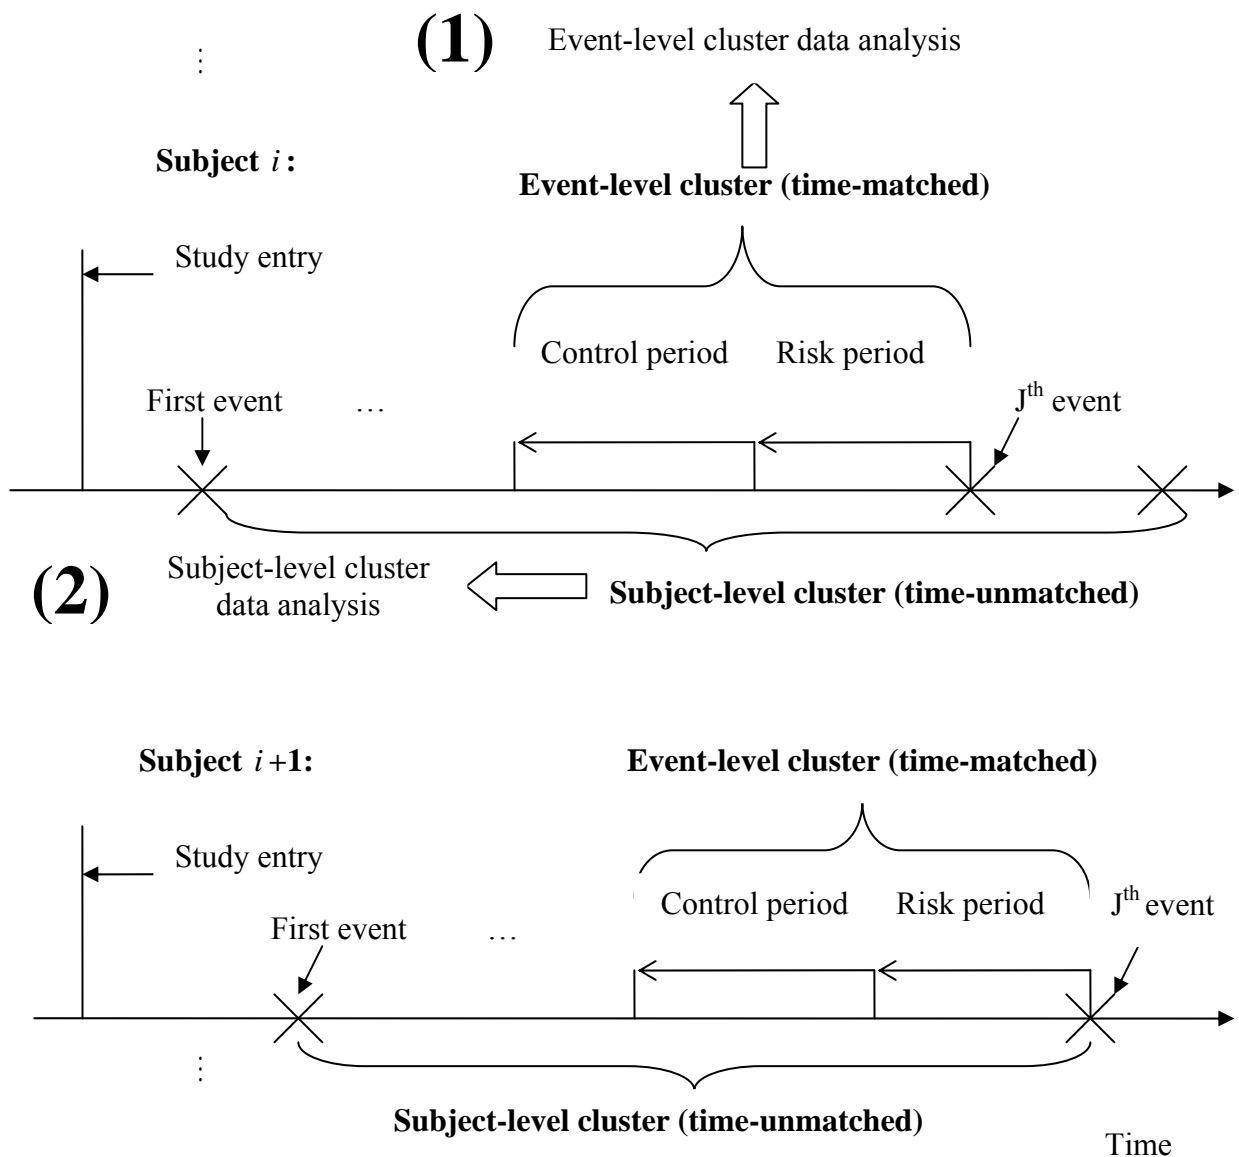 (1) Event-level cluster data analysis
⋮
Subject i:
Event-level cluster (time-matched)
Study entry
Control period Risk period
First event … Jth event
(2) Subject-level cluster
data analysis
Subject-level cluster (time-unmatched)
Subject i+1: Event-level cluster (time-matched)
Study entry
Control period Risk period Jth event
First event …
⋮
Subject-level cluster (time-unmatched)
Time